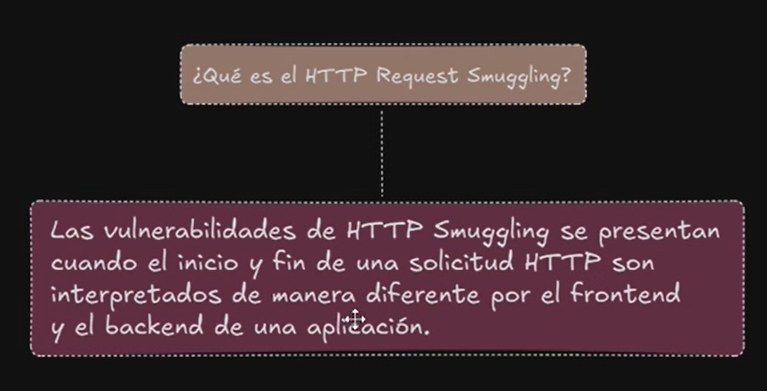 ¿Qué es el HTTP Request Smuggling?
Las vulnerabilidades de HTTP Smuggling se presentan
cuando el inicio y fin de una solicitud HTTP son
interpretados de manera diferente por el frontend
y el backend de una aplicación.